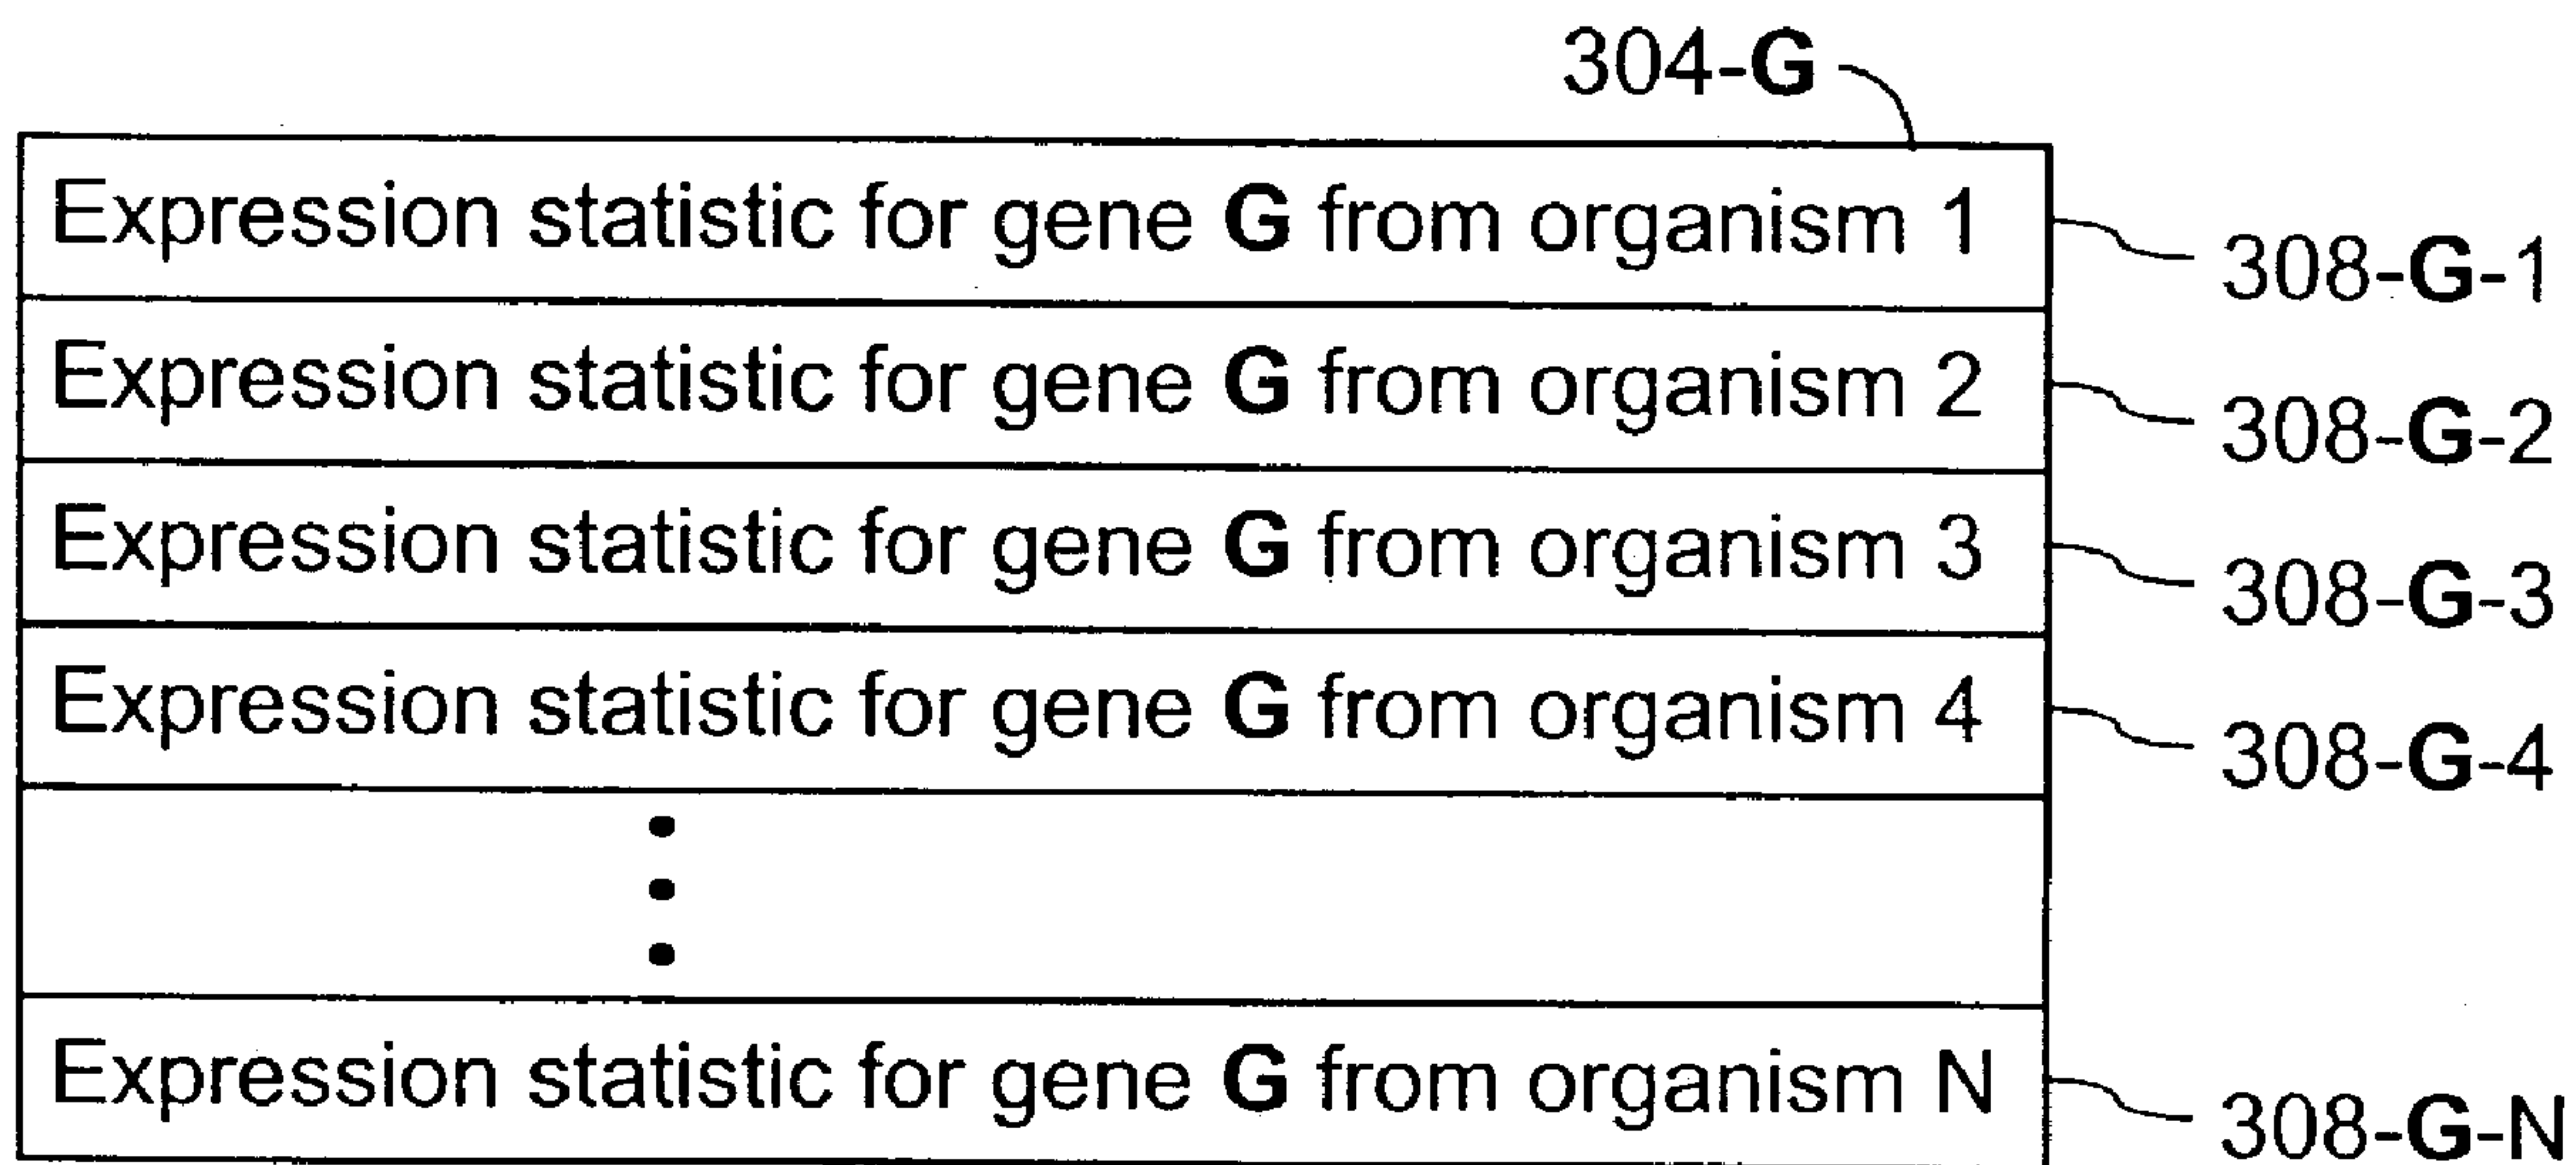 304-G
Expression statistic for gene G from organism 1
308-G-1
Expression statistic for gene G from organism 2
308-G-2
Expression statistic for gene G from organism 3
308-G-3
Expression statistic for gene G from organism 4
308-G-4
Expression statistic for gene G from organism N
308-G-N